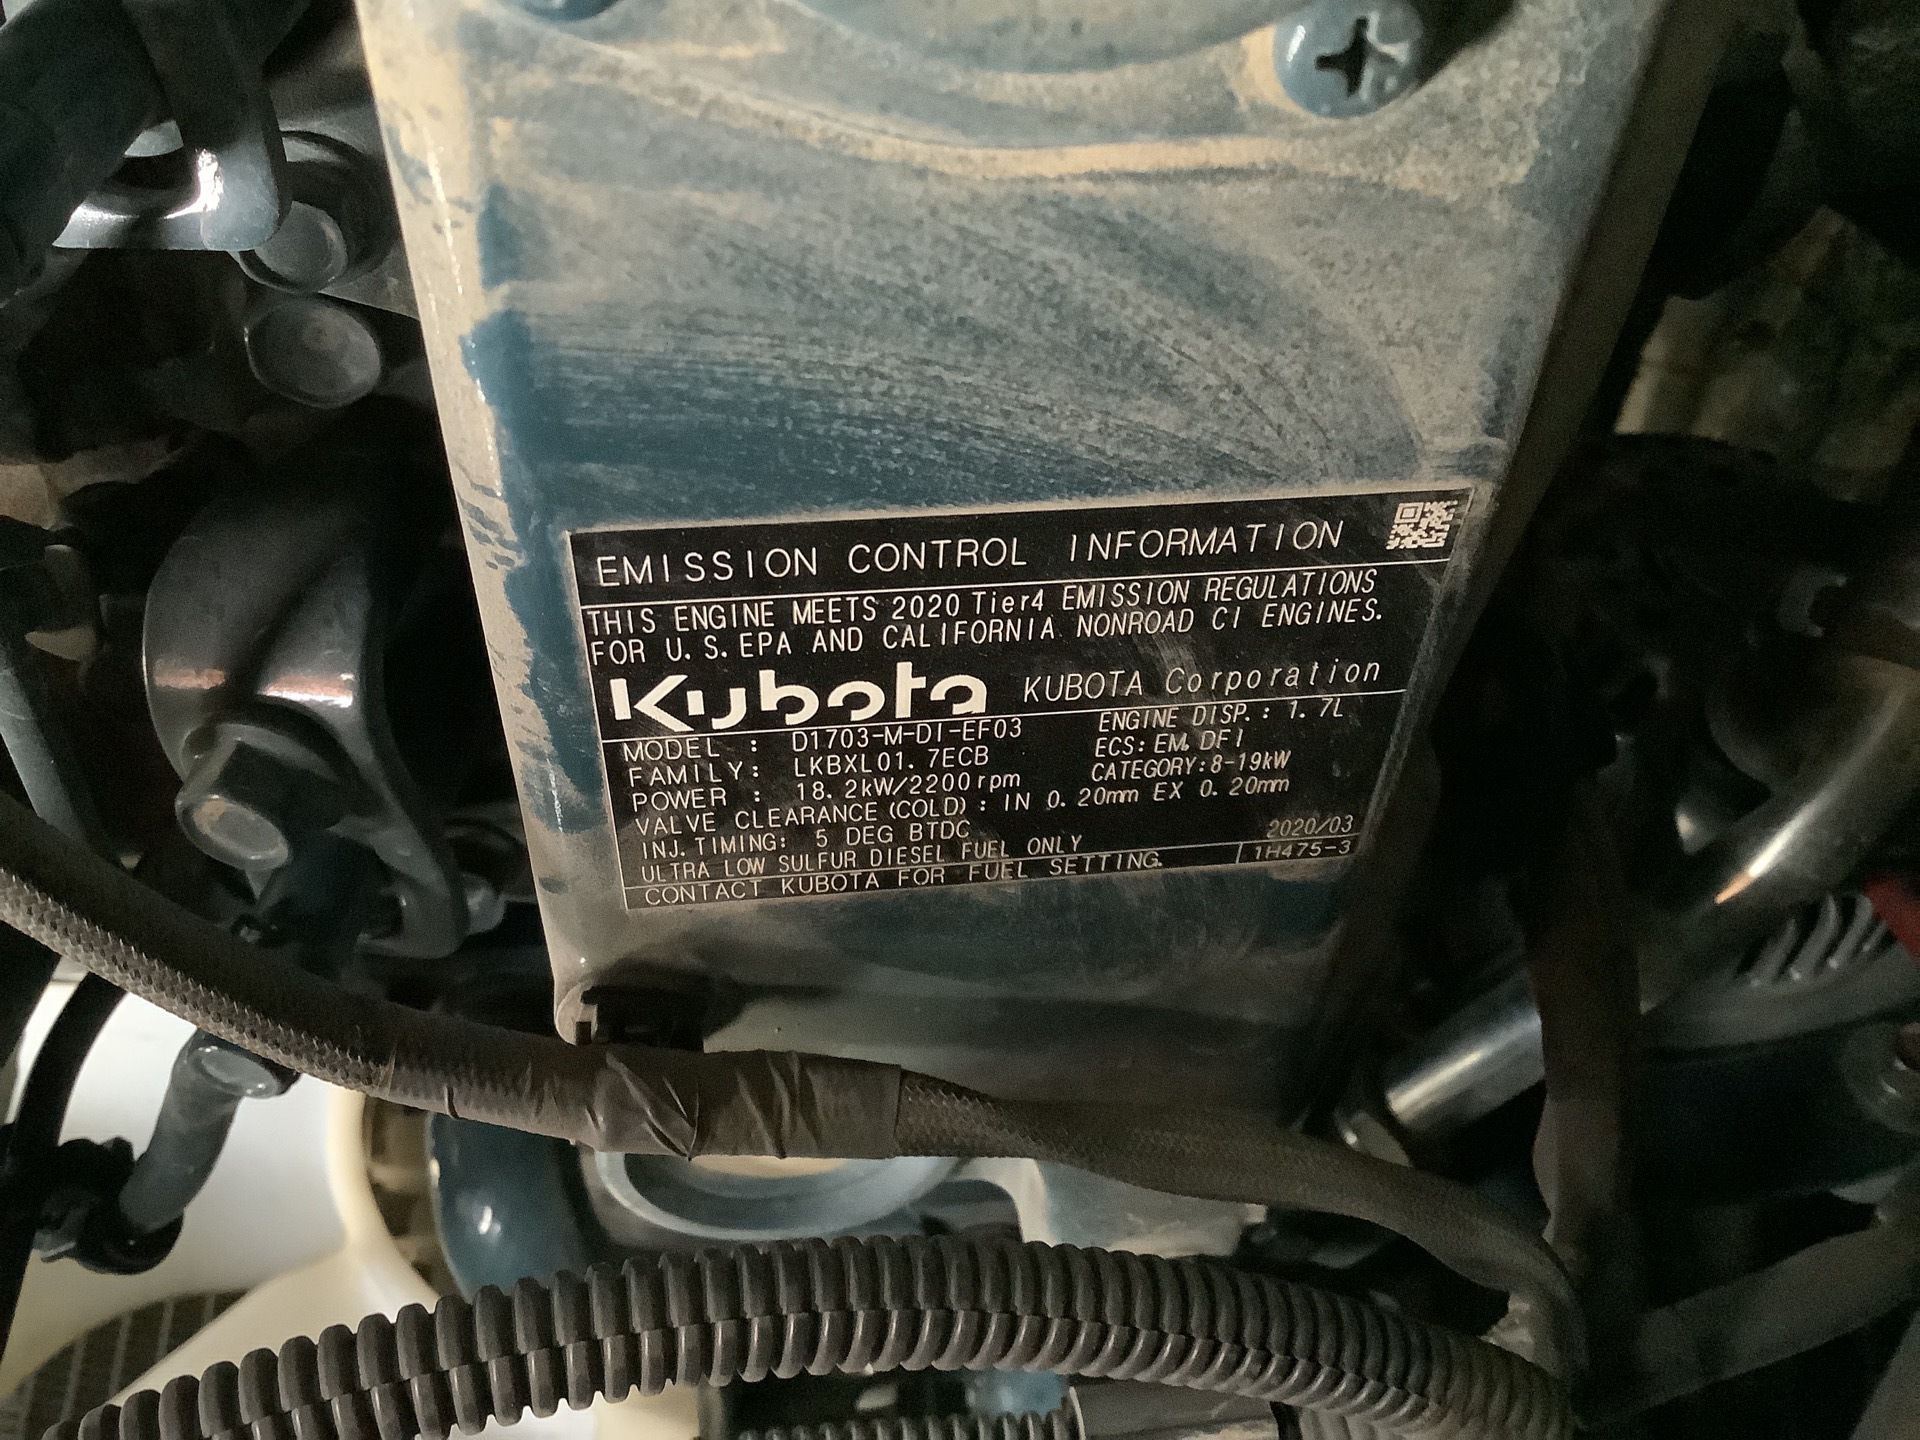 EMISSION CONTROL INFORMATION
THIS ENGINE MEETS 2020 Tier4 EMISSION REGULATIONS
FOR U.S.EPA AND CALIFORNIA NONROAD CI ENGINES.
Kubota KUBOTA Corporation
MODEL : D1703-M-DI-EF03 ENGINE DISP. : 1.7L
FAMILY: LKBXL01.7ECB ECS: EM, DFI
POWER : 18.2kW/2200rpm CATEGORY:8-19kW
VALVE CLEARANCE (COLD) : IN 0.20mm EX 0.20mm
INJ.TIMING: 5 DEG BTDC 2020/03
ULTRA LOW SULFUR DIESEL FUEL ONLY 1H475-3
CONTACT KUBOTA FOR FUEL SETTING.